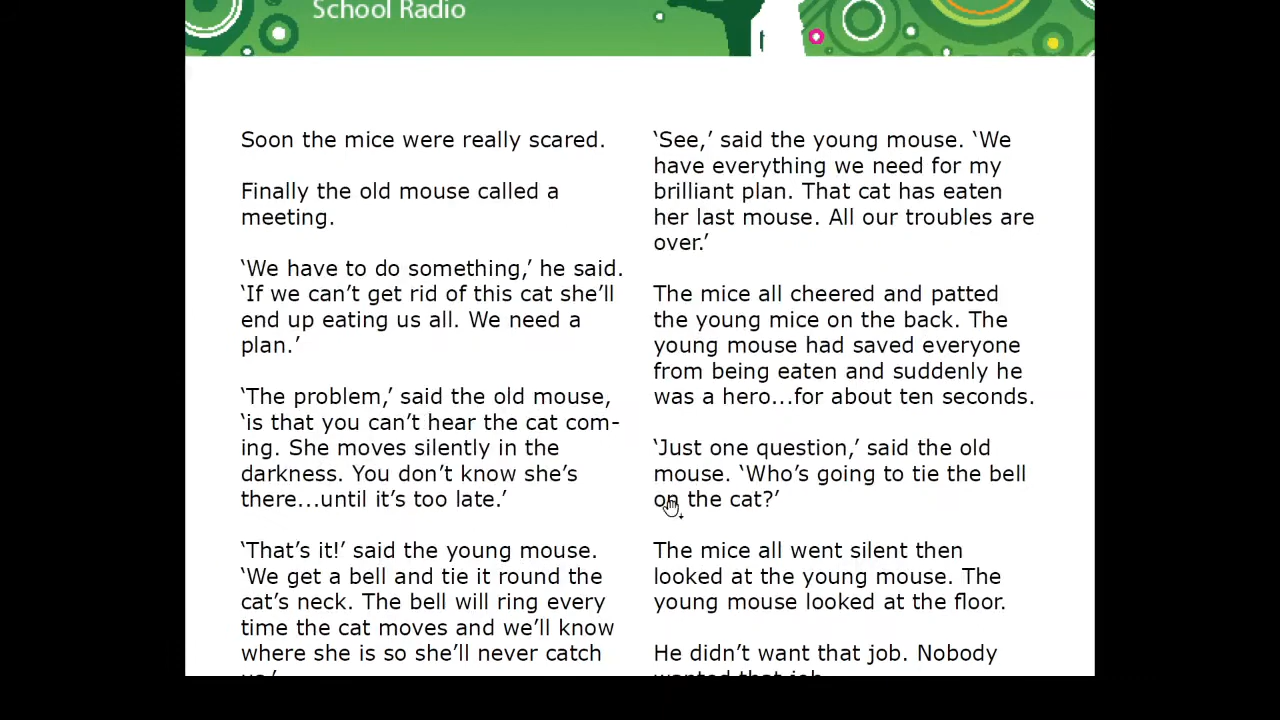 School Radio
Soon the mice were really scared.
Finally the old mouse called a
meeting.
‘We have to do something,’ he said.
‘If we can’t get rid of this cat she’ll
end up eating us all. We need a
plan.’
‘The problem,’ said the old mouse,
‘is that you can’t hear the cat com-
ing. She moves silently in the
darkness. You don’t know she’s
there...until it’s too late.’
‘That’s it!’ said the young mouse.
‘We get a bell and tie it round the
cat’s neck. The bell will ring every
time the cat moves and we’ll know
where she is so she’ll never catch
us.’
‘See,’ said the young mouse. ‘We
have everything we need for my
brilliant plan. That cat has eaten
her last mouse. All our troubles are
over.’
The mice all cheered and patted
the young mice on the back. The
young mouse had saved everyone
from being eaten and suddenly he
was a hero...for about ten seconds.
‘Just one question,’ said the old
mouse. ‘Who’s going to tie the bell
on the cat?’
The mice all went silent then
looked at the young mouse. The
young mouse looked at the floor.
He didn’t want that job. Nobody
wanted that job.